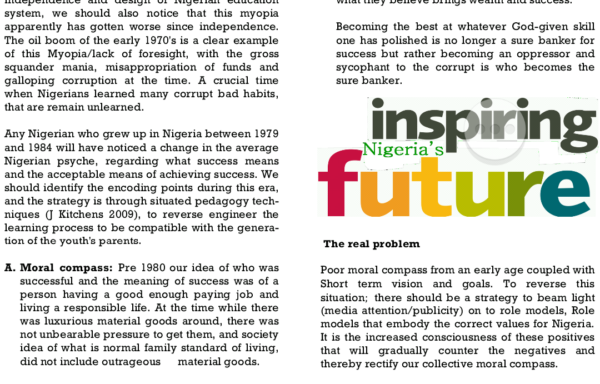 independence and design of Nigerian education
system, we should also notice that this myopia
apparently has gotten worse since independence.
The oil boom of the early 1970's is a clear example
of this Myopia/lack of foresight, with the gross
squander mania, misappropriation of funds and
galloping corruption at the time. A crucial time
when Nigerians learned many corrupt bad habits,
that are remain unlearned.
Any Nigerian who grew up in Nigeria between 1979
and 1984 will have noticed a change in the average
Nigerian psyche, regarding what success means
and the acceptable means of achieving success. We
should identify the encoding points during this era,
and the strategy is through situated pedagogy tech-
niques (J Kitchens 2009), to reverse engineer the
learning process to be compatible with the genera-
tion of the youth's parents.
A. Moral compass: Pre 1980 our idea of who was
successful and the meaning of success was of a
person having a good enough paying job and
living a responsible life. At the time while there
was luxurious material goods around, there was
not unbearable pressure to get them, and society
idea of what is normal family standard of living,
did not include outrageous material goods.
what they believe brings wealth and success.
Becoming the best at whatever God-given skill
one has polished is no longer a sure banker for
success but rather becoming an oppressor and
sycophant to the corrupt is who becomes the
sure banker.
inspiring
Nigeria's
future
The real problem
Poor moral compass from an early age coupled with
Short term vision and goals. To reverse this
situation; there should be a strategy to beam light
(media attention/publicity) on to role models, Role
models that embody the correct values for Nigeria.
It is the increased consciousness of these positives
that will gradually counter the negatives and
thereby rectify our collective moral compass.